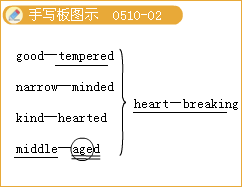 手写板图示 0510-02
good—tempered
narrow—minded
kind—hearted
middle—aged
heart—breaking